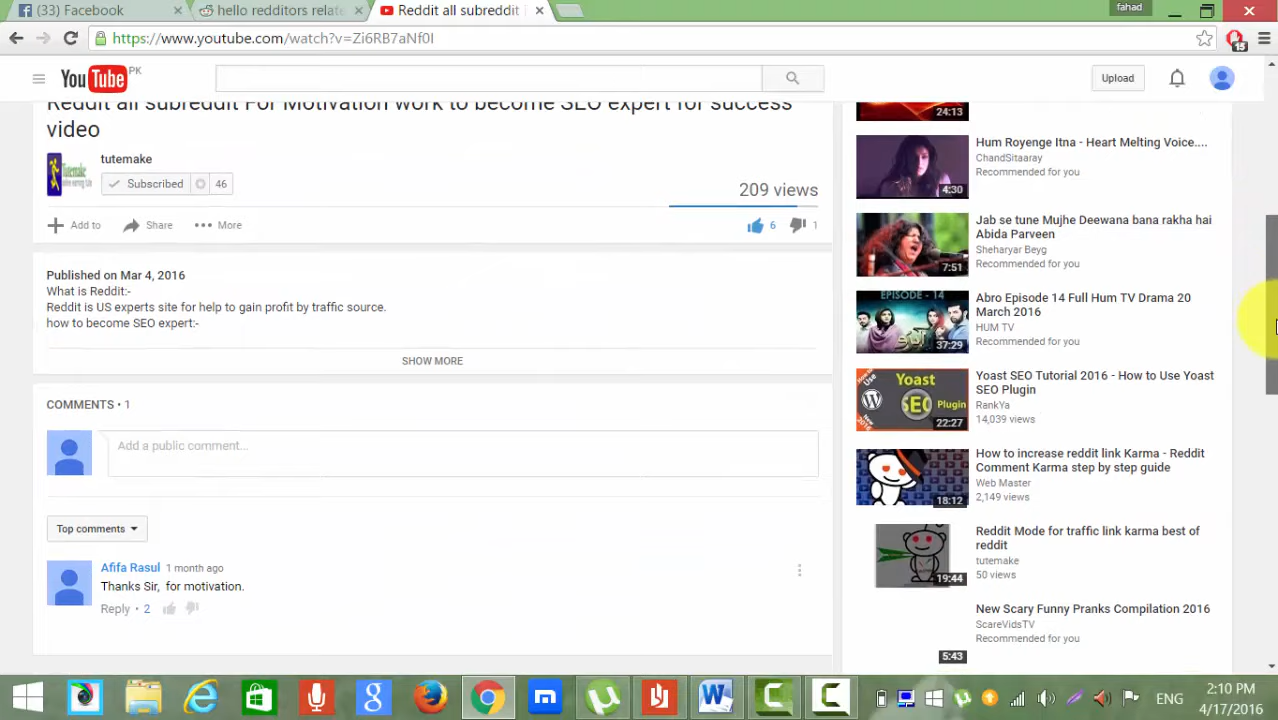 (33) Facebook
hello redditors relate
Reddit all subreddit
fahad
https://www.youtube.com/watch?v=Zi6RB7aNf0I
15
YouTube PK
Upload
Reddit all subreddit For Motivation work to become SEO expert for success
video
tutemake
Subscribed 46
209 views
Add to Share More
6 1
Published on Mar 4, 2016
What is Reddit:-
Reddit is US experts site for help to gain profit by traffic source.
how to become SEO expert:-
SHOW MORE
COMMENTS • 1
Add a public comment...
Top comments
Afifa Rasul 1 month ago
Thanks Sir, for motivation.
Reply • 2
24:13
Hum Royenge Itna - Heart Melting Voice....
ChandSitaaray
Recommended for you
4:30
Jab se tune Mujhe Deewana bana rakha hai
Abida Parveen
Sheharyar Beyg
Recommended for you
7:51
EPISODE - 14
Abro Episode 14 Full Hum TV Drama 20
March 2016
HUM TV
Recommended for you
37:29
Yoast
SEO
Plugin
Yoast SEO Tutorial 2016 - How to Use Yoast
SEO Plugin
RankYa
14,039 views
22:27
How to increase reddit link Karma - Reddit
Comment Karma step by step guide
Web Master
2,149 views
18:12
Reddit Mode for traffic link karma best of
reddit
tutemake
50 views
19:44
New Scary Funny Pranks Compilation 2016
ScareVidsTV
Recommended for you
5:43
ENG
2:10 PM
4/17/2016